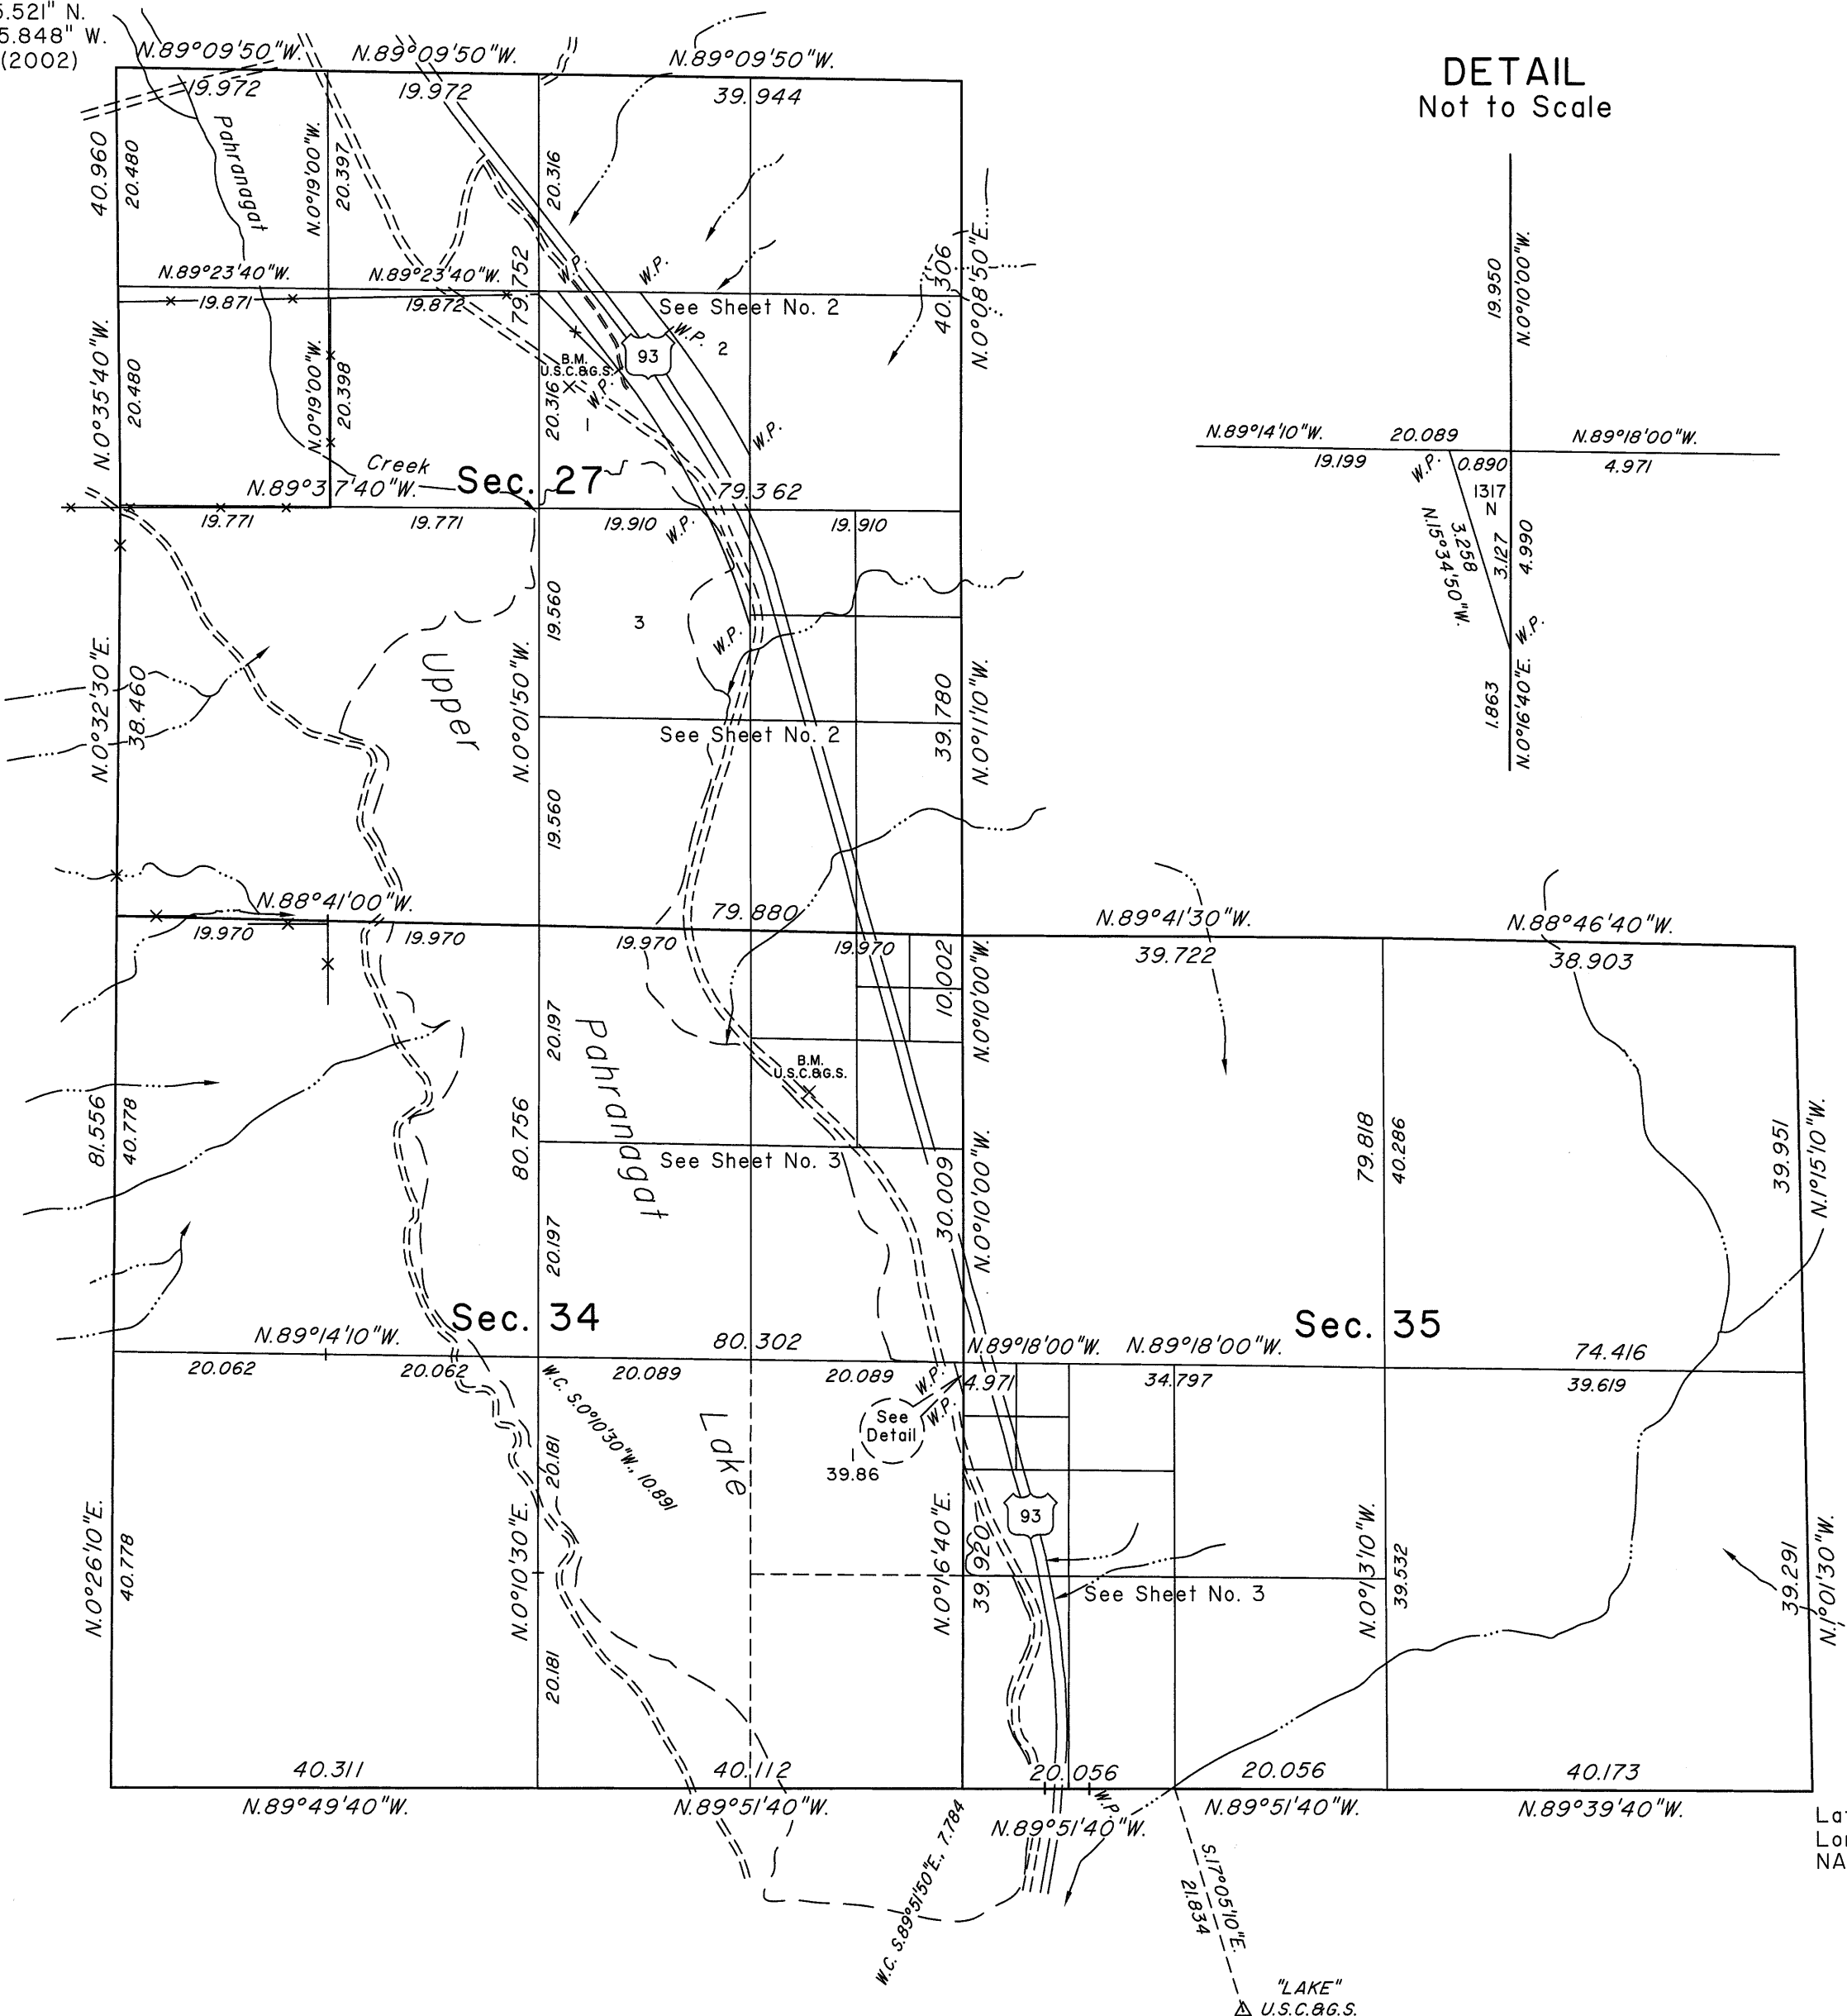 5.521" N.
5.848" W.
(2002)
N.89°09'50"W.
N.89°09'50"W.
N.89°09'50"W.
19.972
19.972
39.944
DETAIL
Not to Scale
40.960
20.480
Pahranagat
N.0°19'00"W.
20.397
20.316
N.89°23'40"W.
N.89°23'40"W.
19.871
19.872
79.752
W.P.
W.P.
See Sheet No. 2
40.306
N.0°08'50"E.
N.0°35'40"W.
20.480
N.0°19'00"W.
20.398
B.M.
U.S.C.&G.S.
20.316
W.P.
93
W.P.
2
1
W.P.
Creek
Sec. 27
N.89°37'40"W.
79.362
19.771
19.771
19.910
W.P.
19.910
19.950
N.0°10'00"W.
N.89°14'10"W.
20.089
N.89°18'00"W.
19.199
W.P.
0.890
4.971
1317
N
3.258
N.15°34'50"W.
3.127
4.990
W.P.
1.863
N.0°16'40"E.
N.0°32'30"E.
38.460
Upper
N.0°01'50"W.
19.560
3
W.P.
See Sheet No. 2
39.780
N.0°11'10"W.
19.560
N.88°41'00"W.
79.880
N.89°41'30"W.
N.88°46'40"W.
19.970
19.970
19.970
19.970
39.722
38.903
10.002
N.0°10'00"W.
20.197
Pahranagat
B.M.
U.S.C.&G.S.
81.556
40.778
80.756
See Sheet No. 3
30.009
N.0°10'00"W.
79.818
40.286
39.951
N.1°15'10"W.
20.197
Sec. 34
Sec. 35
N.89°14'10"W.
80.302
N.89°18'00"W.
N.89°18'00"W.
74.416
20.062
20.062
20.089
20.089
W.P.
4.971
34.797
39.619
W.C. S.0°10'30"W., 10.891
Lake
See
Detail
W.P.
39.86
20.181
93
N.0°26'10"E.
40.778
N.0°10'30"E.
N.0°16'40"E.
39.920
See Sheet No. 3
N.0°13'10"W.
39.532
39.291
N.1°01'30"W.
20.181
40.311
40.112
20.056
20.056
40.173
N.89°49'40"W.
N.89°51'40"W.
W.P.
N.89°51'40"W.
N.89°51'40"W.
N.89°39'40"W.
W.C. S.89°51'50"E., 7.784
La
Lo
NA
S.17°05'10"E.
21.834
"LAKE"
U.S.C.&G.S.